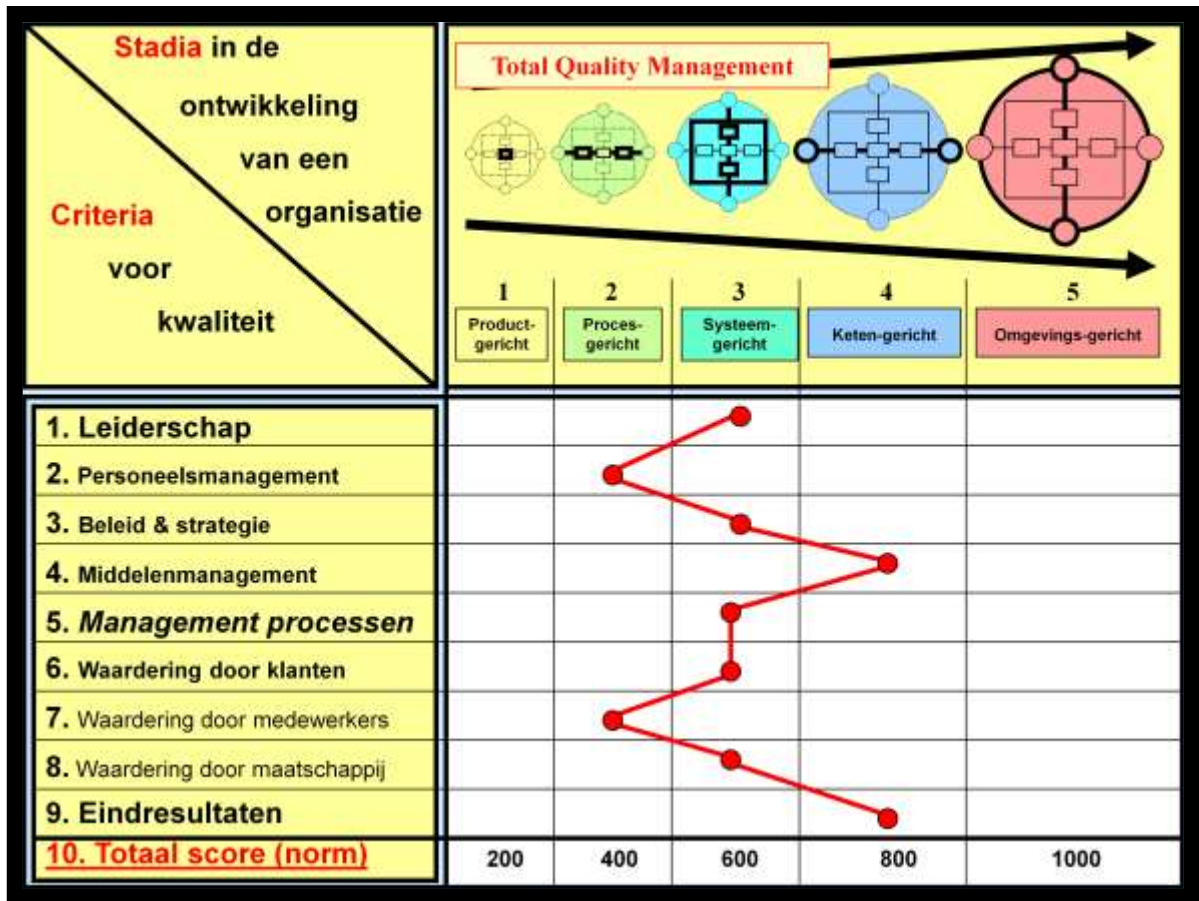 Stadia in de
ontwikkeling
van een
organisatie
Criteria
voor
kwaliteit
Total Quality Management
1 2 3 4 5
Product-
gericht
Proces-
gericht
Systeem-
gericht
Keten-gericht
Omgevings-gericht
1. Leiderschap
2. Personeelsmanagement
3. Beleid & strategie
4. Middelenmanagement
5. Management processen
6. Waardering door klanten
7. Waardering door medewerkers
8. Waardering door maatschappij
9. Eindresultaten
10. Totaal score (norm) 200 400 600 800 1000